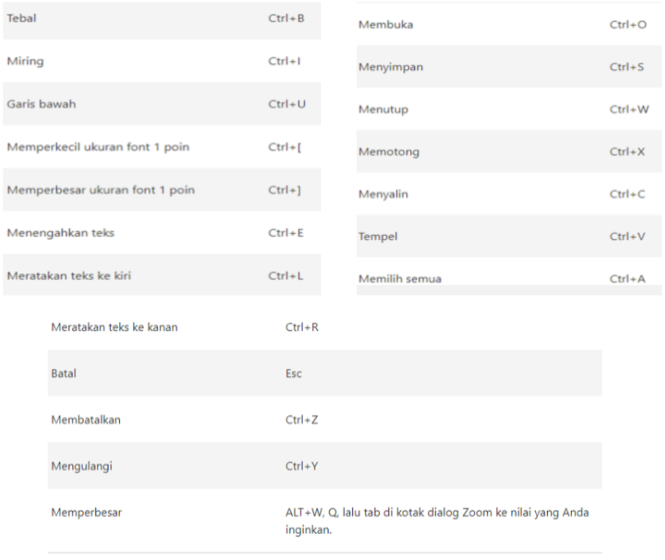 Tebal Ctrl+B
Miring Ctrl+I
Garis bawah Ctrl+U
Memperkecil ukuran font 1 poin Ctrl+[
Memperbesar ukuran font 1 poin Ctrl+]
Menengahkan teks Ctrl+E
Meratakan teks ke kiri Ctrl+L
Membuka Ctrl+O
Menyimpan Ctrl+S
Menutup Ctrl+W
Memotong Ctrl+X
Menyalin Ctrl+C
Tempel Ctrl+V
Memilih semua Ctrl+A
Meratakan teks ke kanan Ctrl+R
Batal Esc
Membatalkan Ctrl+Z
Mengulangi Ctrl+Y
Memperbesar ALT+W, Q, lalu tab di kotak dialog Zoom ke nilai yang Anda
inginkan.